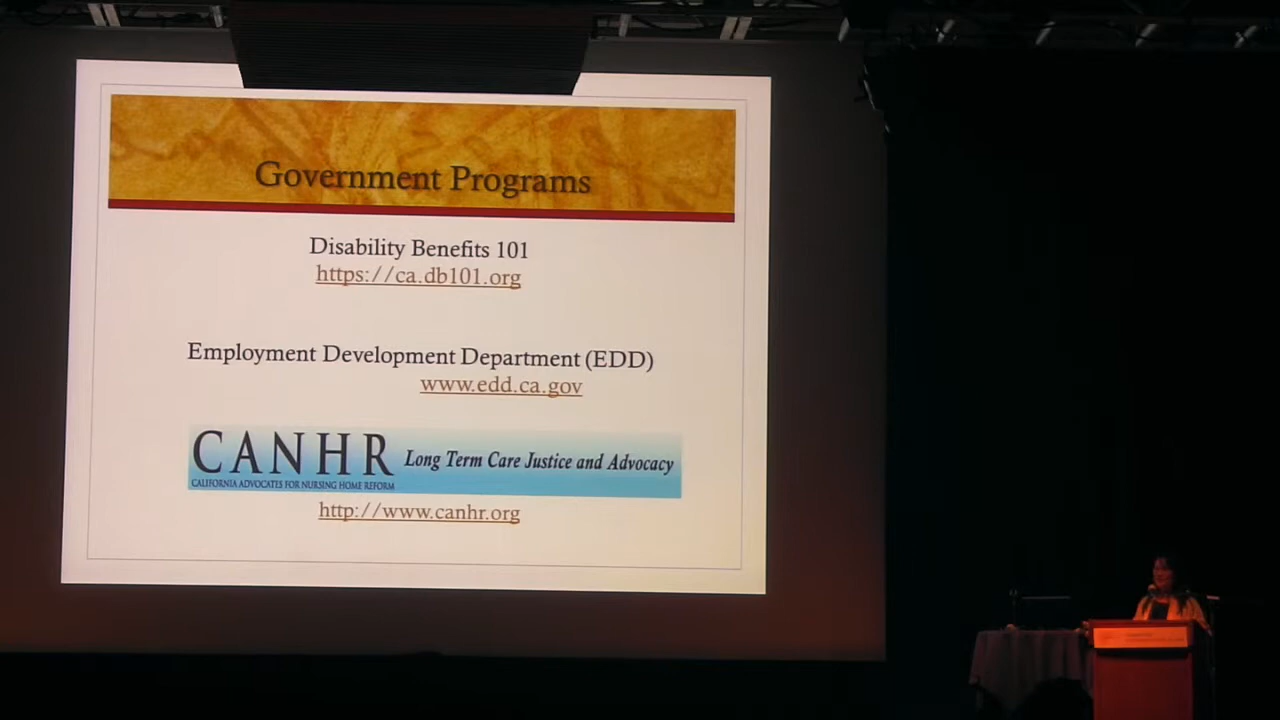 Government Programs
Disability Benefits 101
https://ca.db101.org
Employment Development Department (EDD)
www.edd.ca.gov
CANHR Long Term Care Justice and Advocacy
CALIFORNIA ADVOCATES FOR NURSING HOME REFORM
http://www.canhr.org